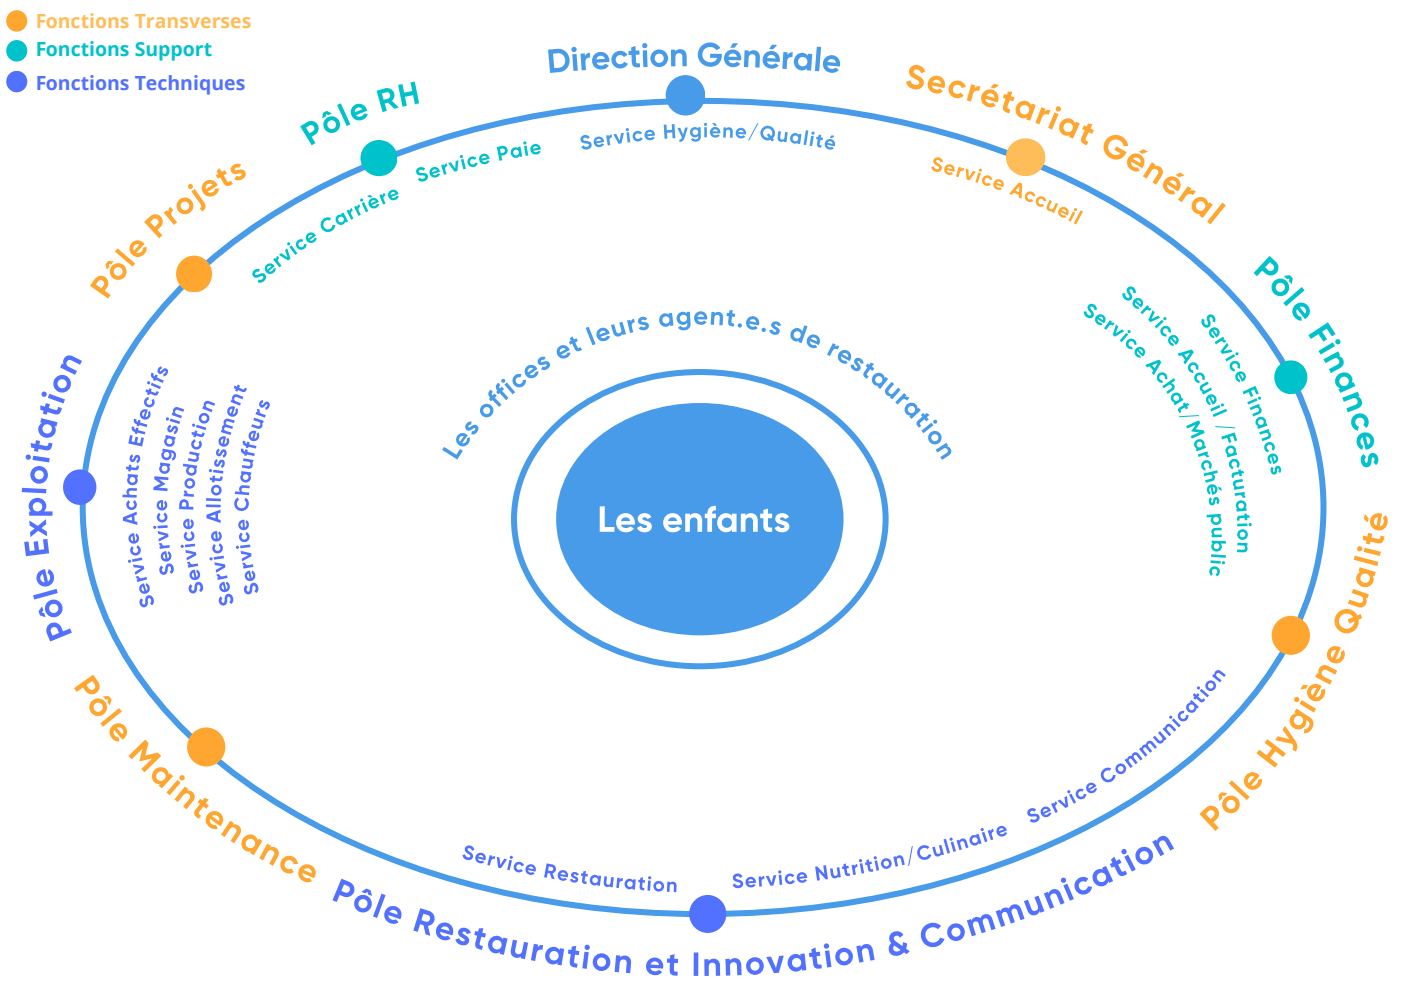 Fonctions Transverses
Fonctions Support
Fonctions Techniques
Direction Générale
Service Hygiène/Qualité
Secrétariat Général
Service Accueil
Pôle Finances
Service Finances
Service Accueil /Facturation
Service Achat/Marchés public
Pôle Hygiène Qualité
Pôle Restauration et Innovation & Communication
Service Communication
Service Nutrition/Culinaire
Service Restauration
Pôle Maintenance
Pôle Exploitation
Service Achats Effectifs
Service Magasin
Service Production
Service Allotissement
Service Chauffeurs
Pôle Projets
Pôle RH
Service Carrière
Service Paie
Les offices et leurs agent.e.s de restauration
Les enfants